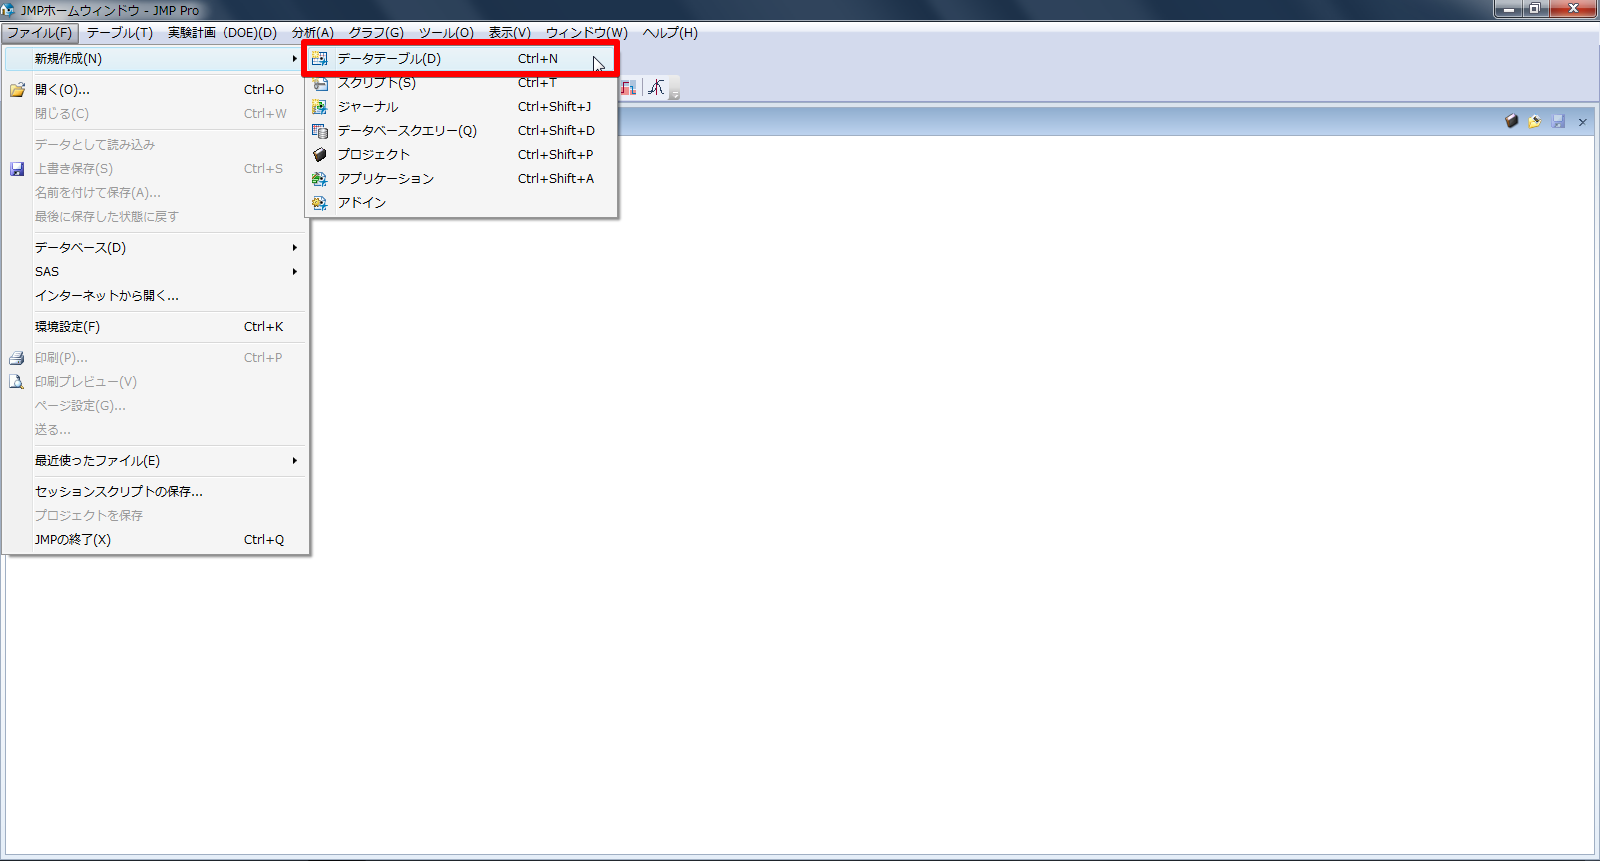 JMPホームウィンドウ - JMP Pro
ファイル(F) テーブル(T) 実験計画（DOE)(D) 分析(A) グラフ(G) ツール(O) 表示(V) ウィンドウ(W) ヘルプ(H)
新規作成(N)
開く(O)... Ctrl+O
閉じる(C) Ctrl+W
データとして読み込み
上書き保存(S) Ctrl+S
名前を付けて保存(A)...
最後に保存した状態に戻す
データベース(D)
SAS
インターネットから開く...
環境設定(F) Ctrl+K
印刷(P)... Ctrl+P
印刷プレビュー(V)
ページ設定(G)...
送る...
最近使ったファイル(E)
セッションスクリプトの保存...
プロジェクトを保存
JMPの終了(X) Ctrl+Q
データテーブル(D) Ctrl+N
スクリプト(S) Ctrl+T
ジャーナル Ctrl+Shift+J
データベースクエリー(Q) Ctrl+Shift+D
プロジェクト Ctrl+Shift+P
アプリケーション Ctrl+Shift+A
アドイン